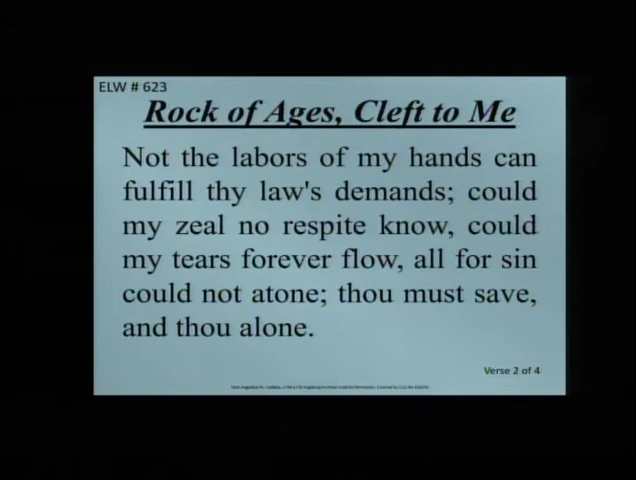 ELW # 623
Rock of Ages, Cleft to Me
Not the labors of my hands can
fulfill thy law's demands; could
my zeal no respite know, could
my tears forever flow, all for sin
could not atone; thou must save,
and thou alone.
Verse 2 of 4